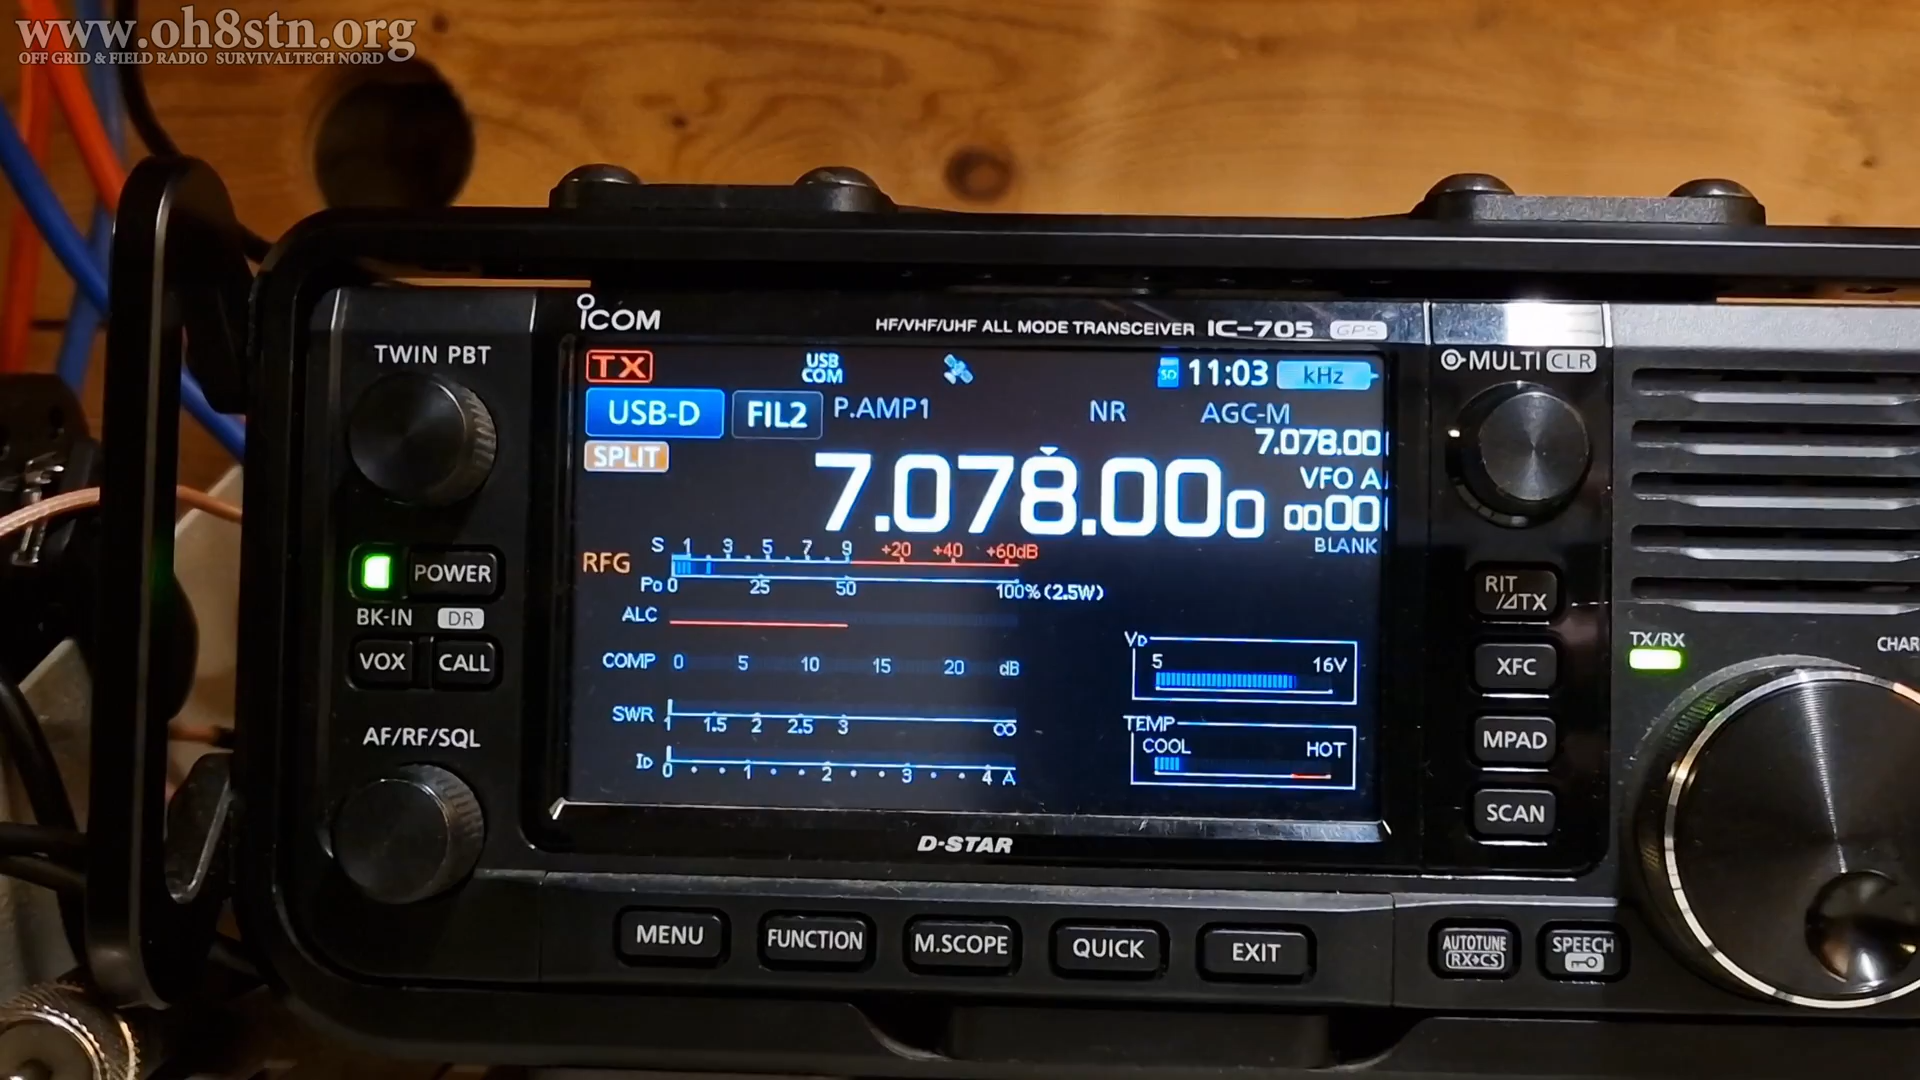 www.oh8stn.org
OFF GRID & FIELD RADIO SURVIVALTECH NORD
ICOM
HF/VHF/UHF ALL MODE TRANSCEIVER IC-705 GPS
TWIN PBT
MULTI CLR
TX
USB COM
SD
11:03
kHz
USB-D
FIL2
P.AMP1
NR
AGC-M
7.078.00
SPLIT
7.078.000
VFO A
0000
BLANK
RFG
S 1 3 5 7 9 +20 +40 +60dB
Po 0 25 50 100% (2.5W)
ALC
COMP 0 5 10 15 20 dB
SWR 1 1.5 2 2.5 3 ∞
ID 0 1 2 3 4 A
VD
5 16V
TEMP
COOL HOT
POWER
BK-IN DR
VOX CALL
AF/RF/SQL
RIT
/⊿TX
XFC
MPAD
SCAN
TX/RX
CHAR
D-STAR
MENU FUNCTION M.SCOPE QUICK EXIT
AUTOTUNE
RX→CS
SPEECH